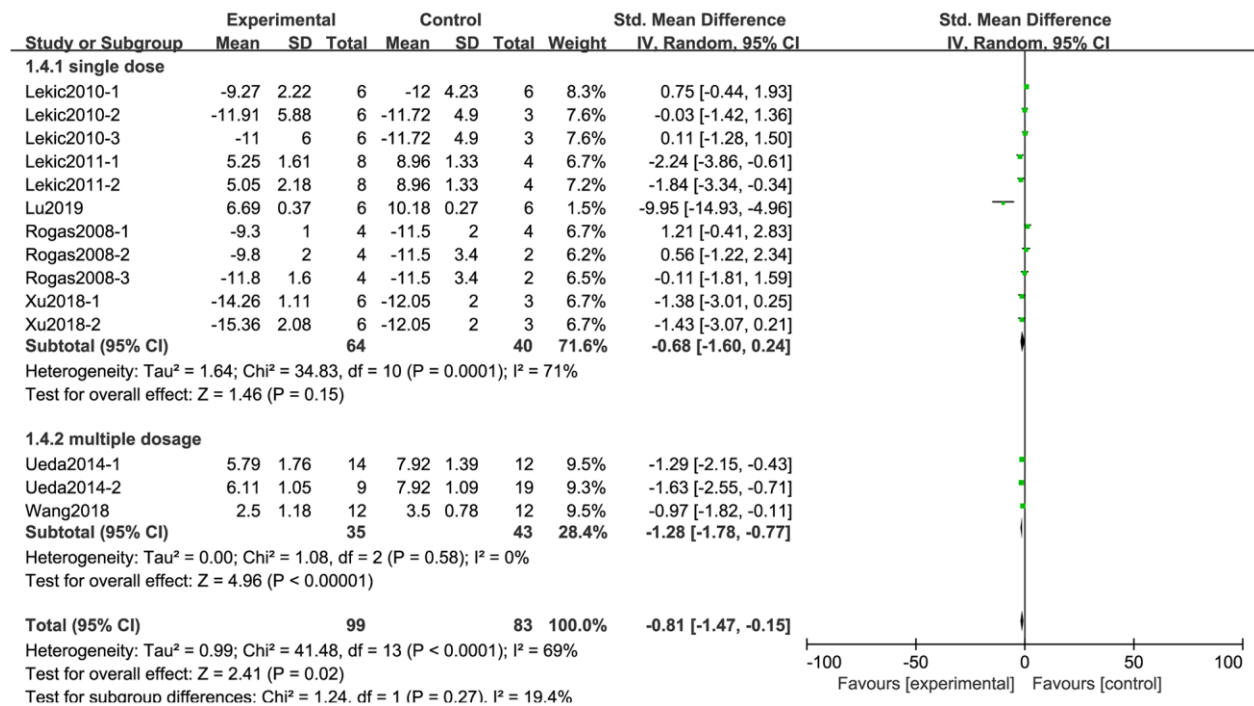 Experimental Control Std. Mean Difference Std. Mean Difference
Study or Subgroup Mean SD Total Mean SD Total Weight IV, Random, 95% CI IV, Random, 95% CI
1.4.1 single dose
Lekic2010-1 -9.27 2.22 6 -12 4.23 6 8.3% 0.75 [-0.44, 1.93]
Lekic2010-2 -11.91 5.88 6 -11.72 4.9 3 7.6% -0.03 [-1.42, 1.36]
Lekic2010-3 -11 6 6 -11.72 4.9 3 7.6% 0.11 [-1.28, 1.50]
Lekic2011-1 5.25 1.61 8 8.96 1.33 4 6.7% -2.24 [-3.86, -0.61]
Lekic2011-2 5.05 2.18 8 8.96 1.33 4 7.2% -1.84 [-3.34, -0.34]
Lu2019 6.69 0.37 6 10.18 0.27 6 1.5% -9.95 [-14.93, -4.96]
Rogas2008-1 -9.3 1 4 -11.5 2 4 6.7% 1.21 [-0.41, 2.83]
Rogas2008-2 -9.8 2 4 -11.5 3.4 2 6.2% 0.56 [-1.22, 2.34]
Rogas2008-3 -11.8 1.6 4 -11.5 3.4 2 6.5% -0.11 [-1.81, 1.59]
Xu2018-1 -14.26 1.11 6 -12.05 2 3 6.7% -1.38 [-3.01, 0.25]
Xu2018-2 -15.36 2.08 6 -12.05 2 3 6.7% -1.43 [-3.07, 0.21]
Subtotal (95% CI) 64 40 71.6% -0.68 [-1.60, 0.24]
Heterogeneity: Tau² = 1.64; Chi² = 34.83, df = 10 (P = 0.0001); I² = 71%
Test for overall effect: Z = 1.46 (P = 0.15)
1.4.2 multiple dosage
Ueda2014-1 5.79 1.76 14 7.92 1.39 12 9.5% -1.29 [-2.15, -0.43]
Ueda2014-2 6.11 1.05 9 7.92 1.09 19 9.3% -1.63 [-2.55, -0.71]
Wang2018 2.5 1.18 12 3.5 0.78 12 9.5% -0.97 [-1.82, -0.11]
Subtotal (95% CI) 35 43 28.4% -1.28 [-1.78, -0.77]
Heterogeneity: Tau² = 0.00; Chi² = 1.08, df = 2 (P = 0.58); I² = 0%
Test for overall effect: Z = 4.96 (P < 0.00001)
Total (95% CI) 99 83 100.0% -0.81 [-1.47, -0.15]
Heterogeneity: Tau² = 0.99; Chi² = 41.48, df = 13 (P < 0.0001); I² = 69%
Test for overall effect: Z = 2.41 (P = 0.02)
Test for subgroup differences: Chi² = 1.24, df = 1 (P = 0.27), I² = 19.4%
-100 -50 0 50 100
Favours [experimental] Favours [control]